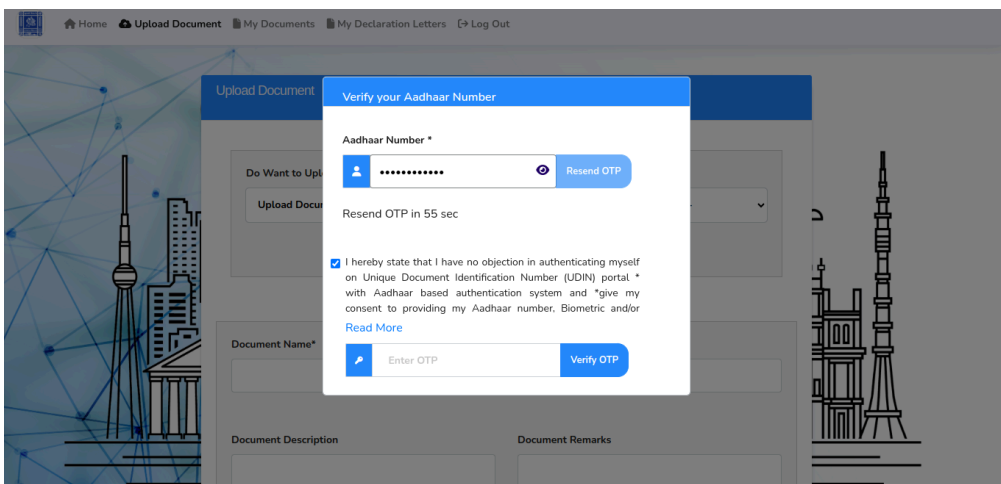 Home Upload Document My Documents My Declaration Letters Log Out
Upload Document
Verify your Aadhaar Number
Aadhaar Number *
•••••••••••• Resend OTP
Do Want to Upl
Upload Docu
Resend OTP in 55 sec
I hereby state that I have no objection in authenticating myself
on Unique Document Identification Number (UDIN) portal *
with Aadhaar based authentication system and *give my
consent to providing my Aadhaar number, Biometric and/or
Read More
Document Name*
Enter OTP Verify OTP
Document Description Document Remarks